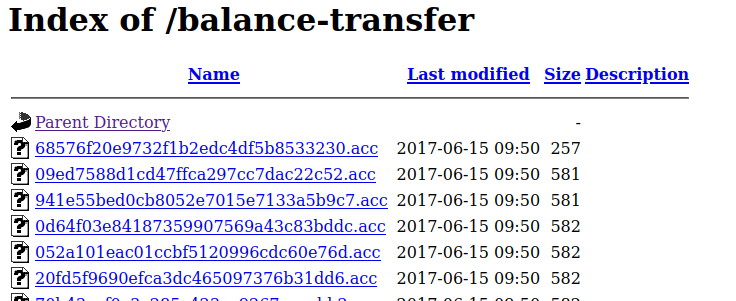 Index of /balance-transfer
Name Last modified Size Description
Parent Directory -
68576f20e9732f1b2edc4df5b8533230.acc 2017-06-15 09:50 257
09ed7588d1cd47ffca297cc7dac22c52.acc 2017-06-15 09:50 581
941e55bed0cb8052e7015e7133a5b9c7.acc 2017-06-15 09:50 581
0d64f03e84187359907569a43c83bddc.acc 2017-06-15 09:50 582
052a101eac01ccbf5120996cdc60e76d.acc 2017-06-15 09:50 582
20fd5f9690efca3dc465097376b31dd6.acc 2017-06-15 09:50 582